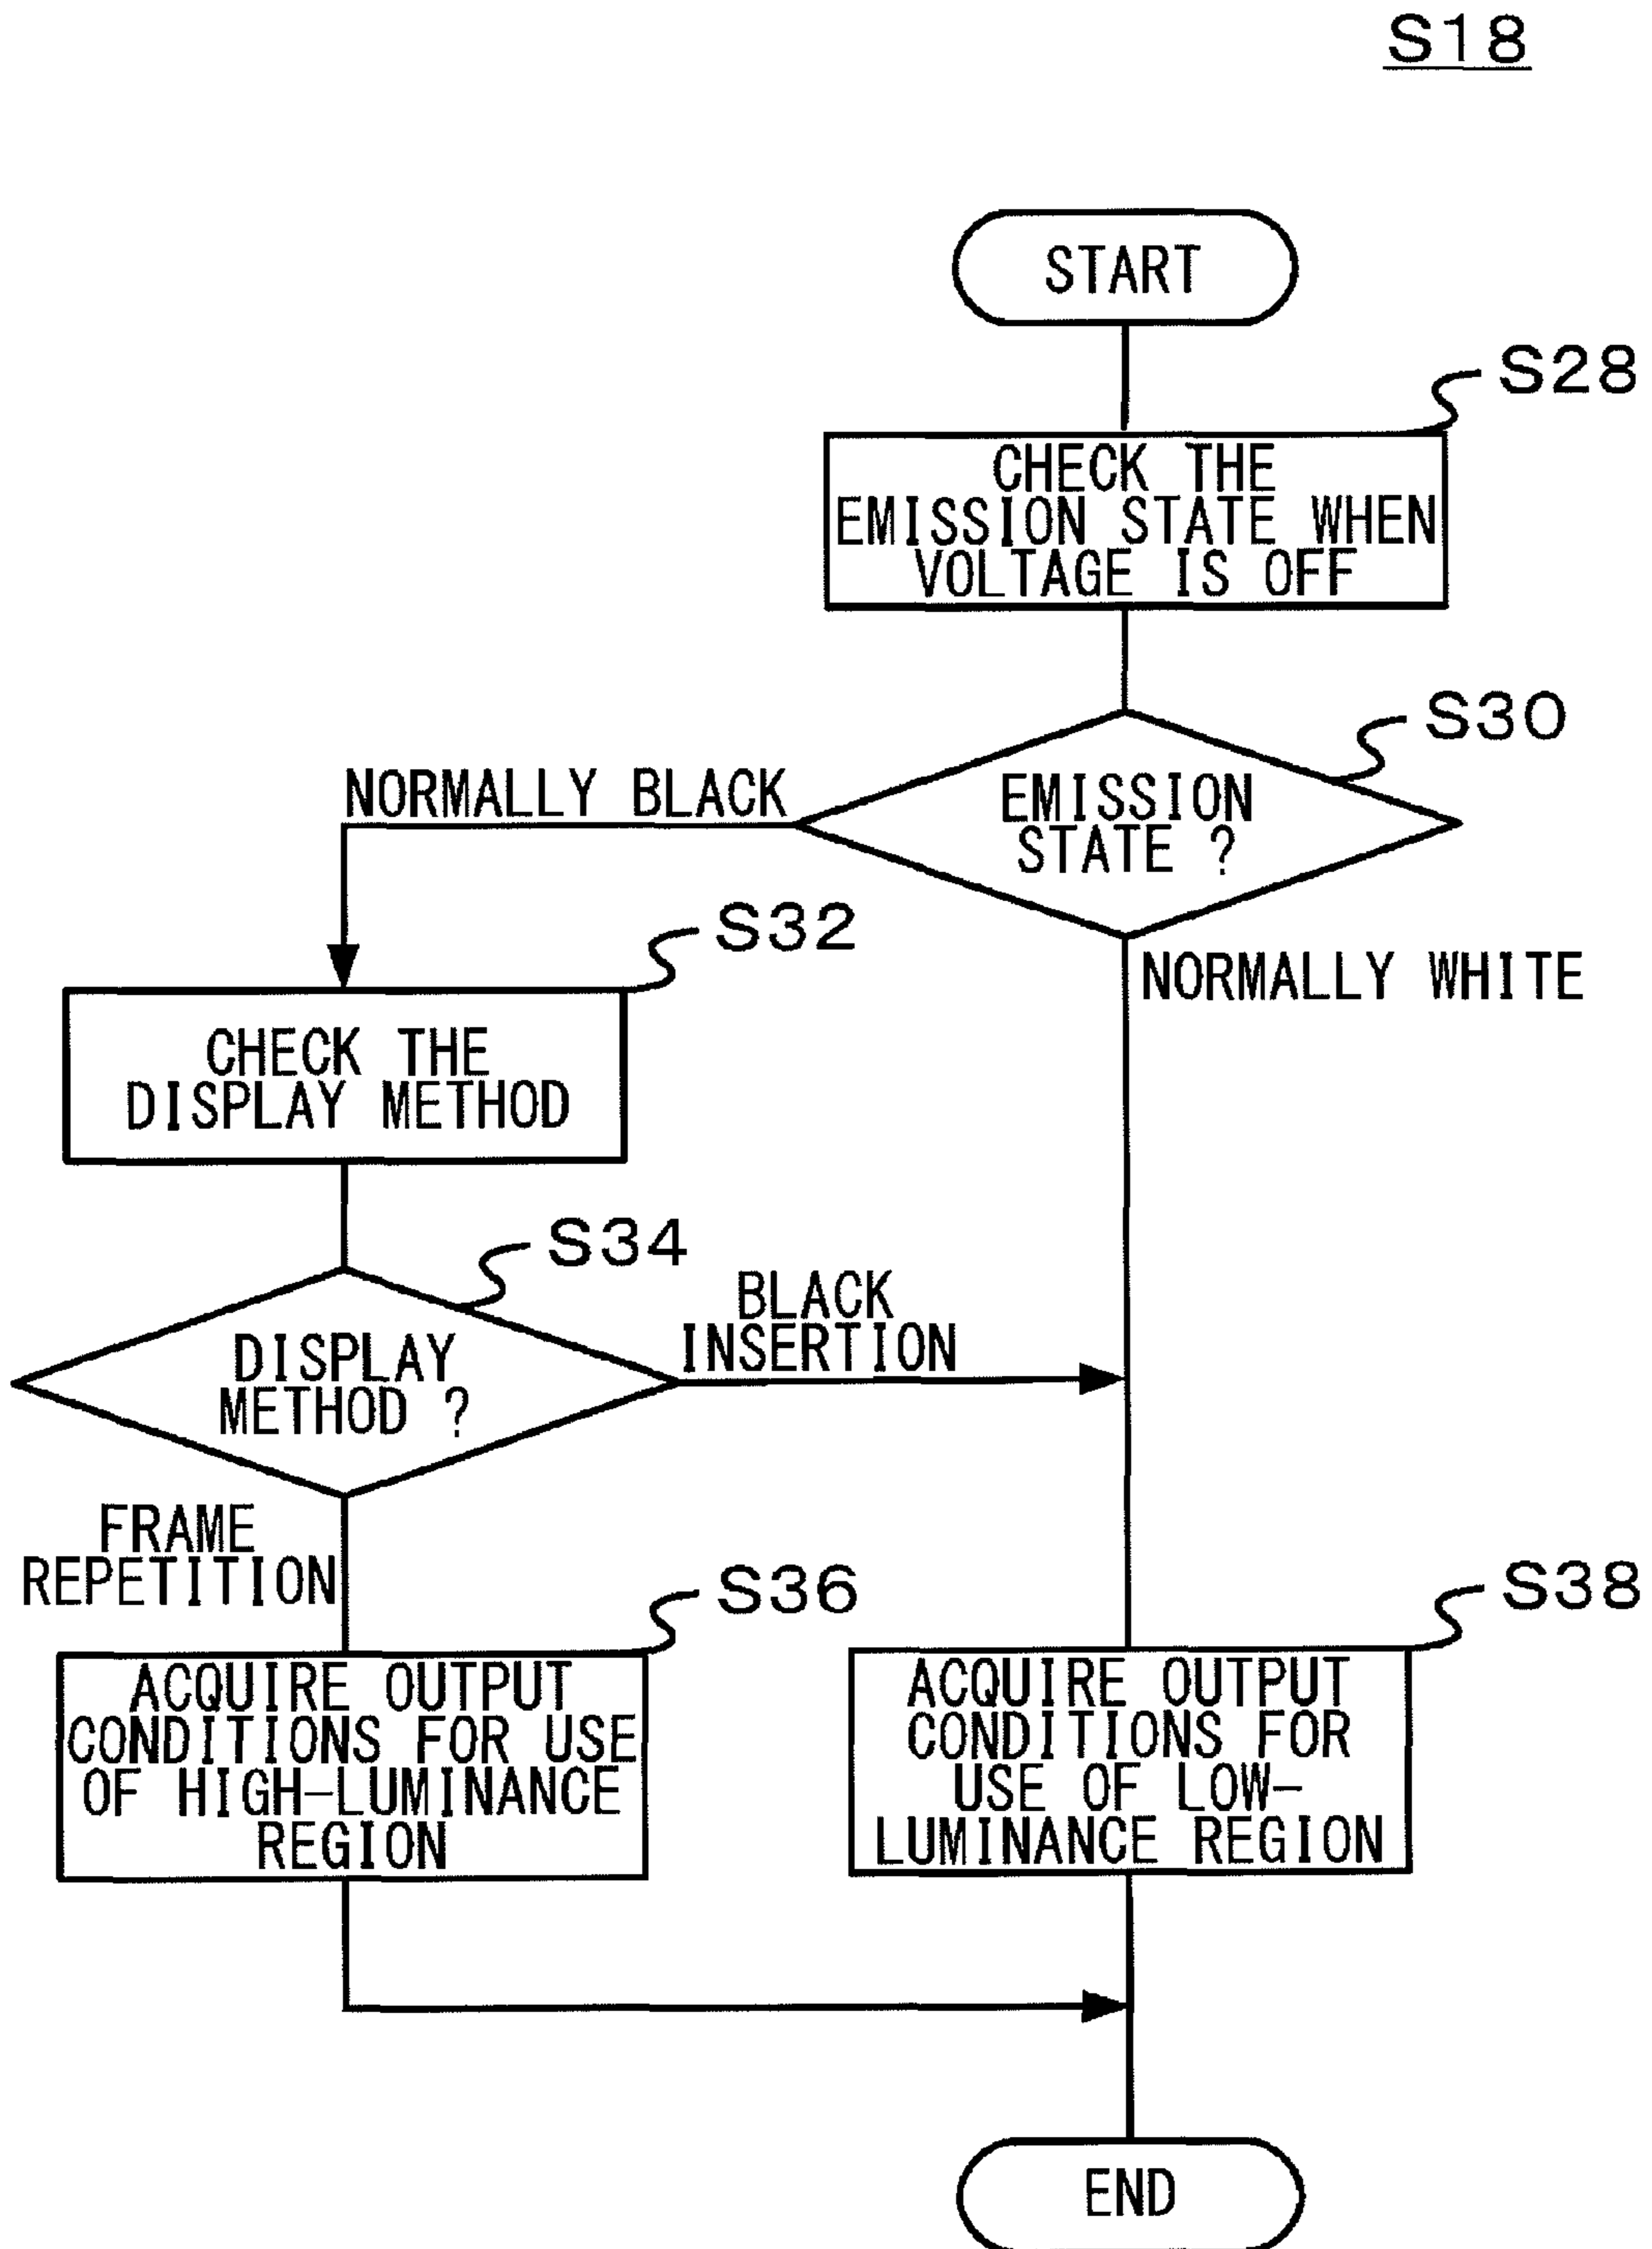 S18
START
S28
CHECK THE
EMISSION STATE WHEN
VOLTAGE IS OFF
S30
NORMALLY BLACK
EMISSION
STATE ?
S32
NORMALLY WHITE
CHECK THE
DISPLAY METHOD
S34
BLACK
INSERTION
DISPLAY
METHOD ?
FRAME
REPETITION
S36
S38
ACQUIRE OUTPUT
CONDITIONS FOR USE
OF HIGH-LUMINANCE
REGION
ACQUIRE OUTPUT
CONDITIONS FOR
USE OF LOW-
LUMINANCE REGION
END